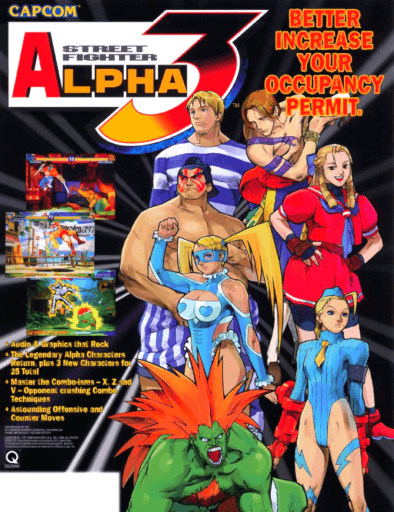 CAPCOM
STREET
FIGHTER
ALPHA 3
TM
BETTER
INCREASE
YOUR
OCCUPANCY
PERMIT.
• Audio & Graphics that Rock
• The Legendary Alpha Characters
Return, plus 3 New Characters for
25 Total
• Master the Combo-isms – X, Z and
V – Opponent crushing Combo
Techniques
• Astounding Offensive and
Counter Moves
Q